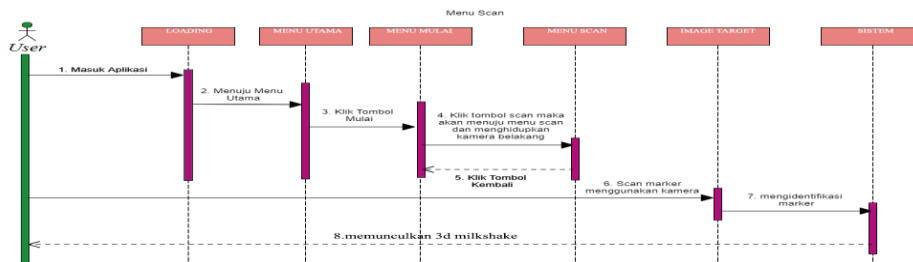 Menu Scan
User
LOADING
MENU UTAMA
MENU MULAI
MENU SCAN
IMAGE TARGET
SISTEM
1. Masuk Aplikasi
2. Menuju Menu
Utama
3. Klik Tombol
Mulai
4. Klik tombol scan maka
akan menuju menu scan
dan menghidupkan
kamera belakang
5. Klik Tombol
Kembali
6. Scan marker
menggunakan kamera
7. mengidentifikasi
marker
8.memunculkan 3d milkshake